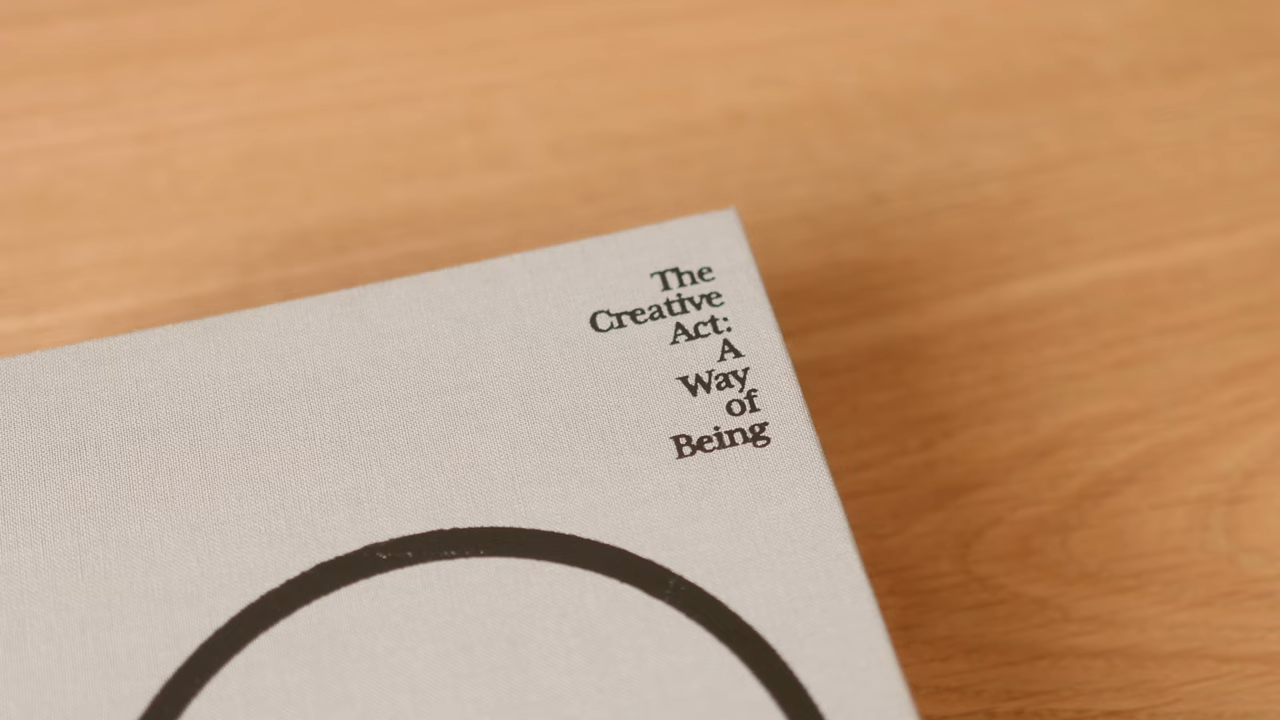 The
Creative
Act:
A
Way
of
Being